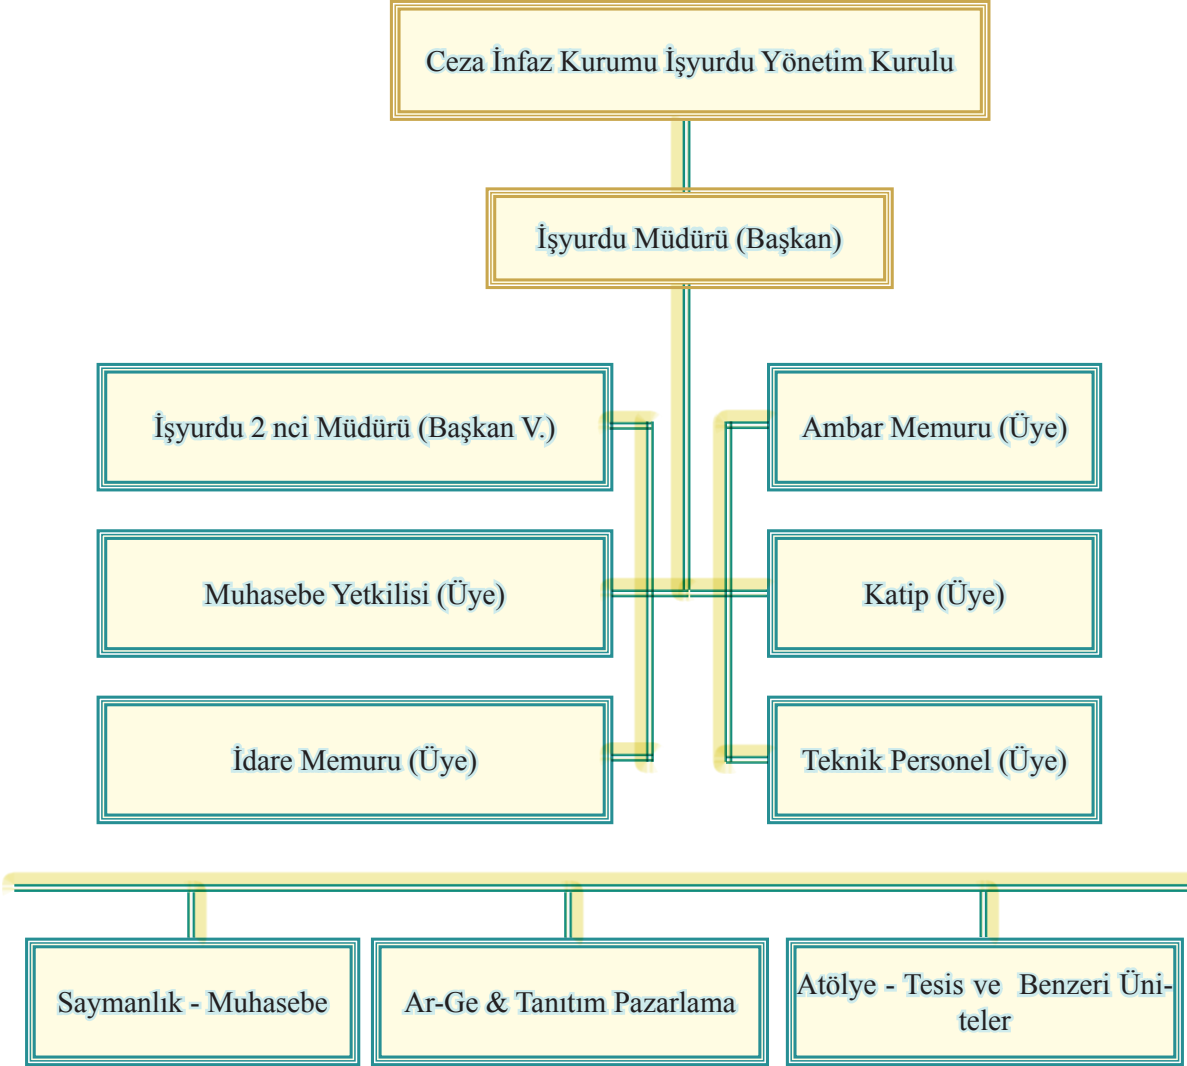 Ceza İnfaz Kurumu İşyurdu Yönetim Kurulu
İşyurdu Müdürü (Başkan)
İşyurdu 2 nci Müdürü (Başkan V.)
Ambar Memuru (Üye)
Muhasebe Yetkilisi (Üye)
Katip (Üye)
İdare Memuru (Üye)
Teknik Personel (Üye)
Saymanlık - Muhasebe
Ar-Ge & Tanıtım Pazarlama
Atölye - Tesis ve  Benzeri Üni-
teler